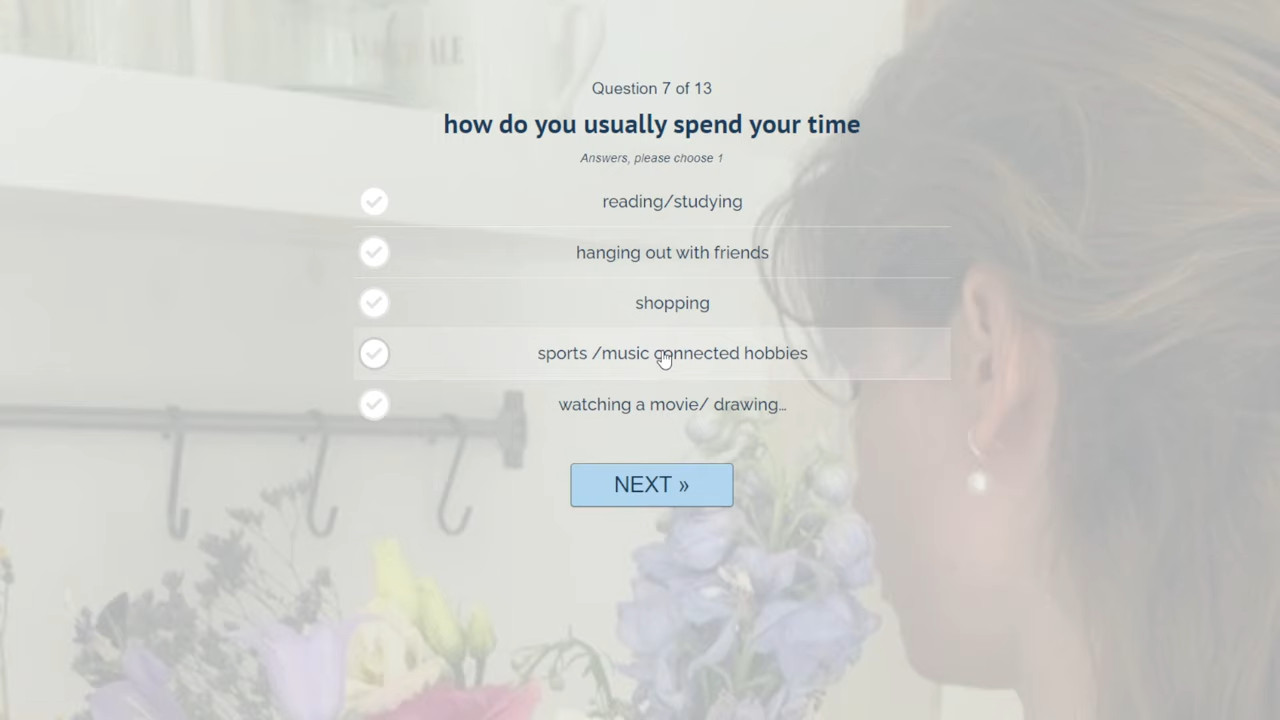 Question 7 of 13
how do you usually spend your time
Answers, please choose 1
reading/studying
hanging out with friends
shopping
sports /music connected hobbies
watching a movie/ drawing...
NEXT »